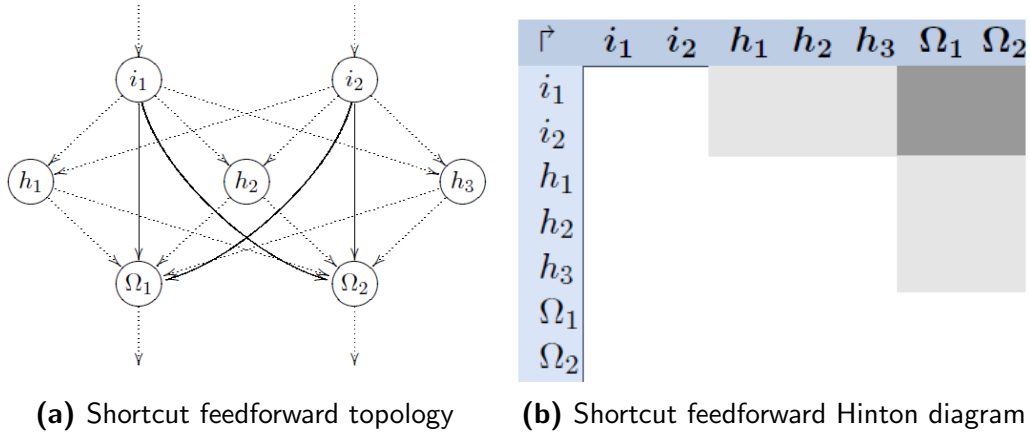 i₁ i₂
h₁ h₂ h₃
Ω₁ Ω₂
(a) Shortcut feedforward topology
↱ i₁ i₂ h₁ h₂ h₃ Ω₁ Ω₂
i₁
i₂
h₁
h₂
h₃
Ω₁
Ω₂
(b) Shortcut feedforward Hinton diagram